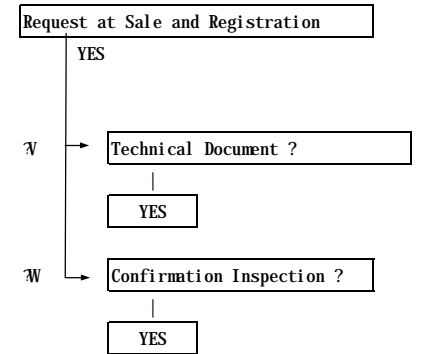 Request at Sale and Registration
YES
?V Technical Document ?
YES
?W Confirmation Inspection ?
YES